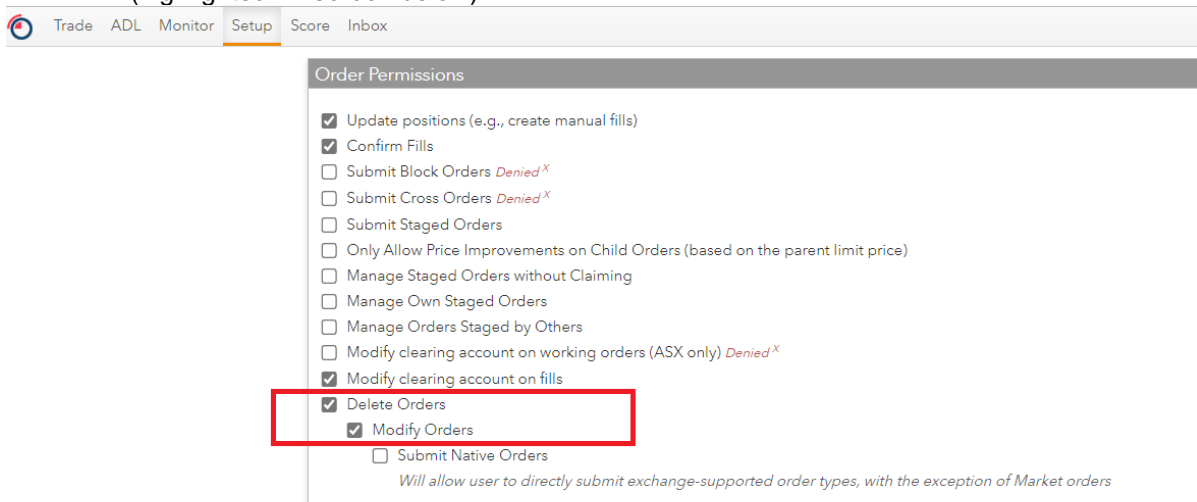 Trade ADL Monitor Setup Score Inbox
Order Permissions
Update positions (e.g., create manual fills)
Confirm Fills
Submit Block Orders Denied X
Submit Cross Orders Denied X
Submit Staged Orders
Only Allow Price Improvements on Child Orders (based on the parent limit price)
Manage Staged Orders without Claiming
Manage Own Staged Orders
Manage Orders Staged by Others
Modify clearing account on working orders (ASX only) Denied X
Modify clearing account on fills
Delete Orders
Modify Orders
Submit Native Orders
Will allow user to directly submit exchange-supported order types, with the exception of Market orders